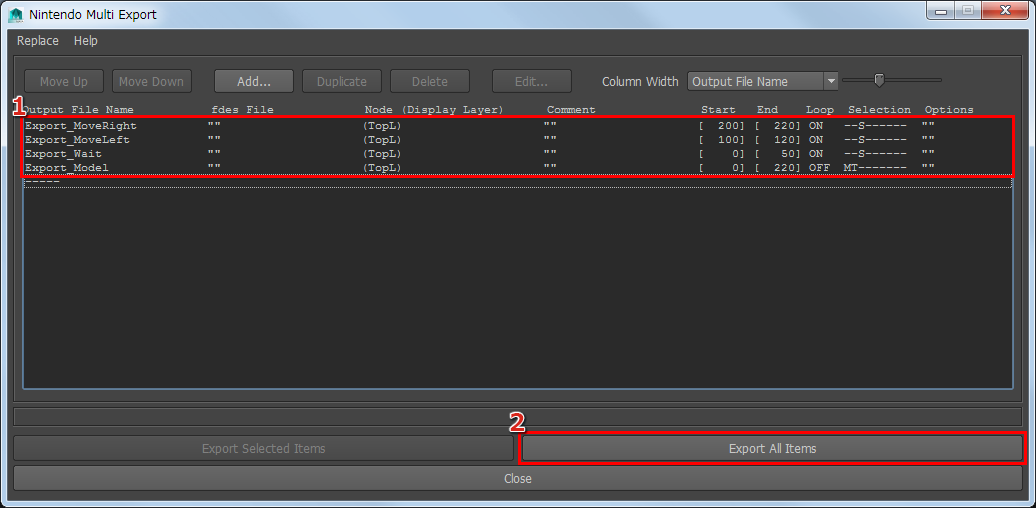 Nintendo Multi Export
Replace Help
Move Up Move Down Add... Duplicate Delete Edit... Column Width Output File Name
1
Output File Name fdes File Node (Display Layer) Comment Start End Loop Selection Options
Export_MoveRight "" (TopL) "" [ 200] [ 220] ON --S------ ""
Export_MoveLeft "" (TopL) "" [ 100] [ 120] ON --S------ ""
Export_Wait "" (TopL) "" [ 0] [ 50] ON --S------ ""
Export_Model "" (TopL) "" [ 0] [ 220] OFF MT------- ""
-----
2
Export Selected Items Export All Items
Close